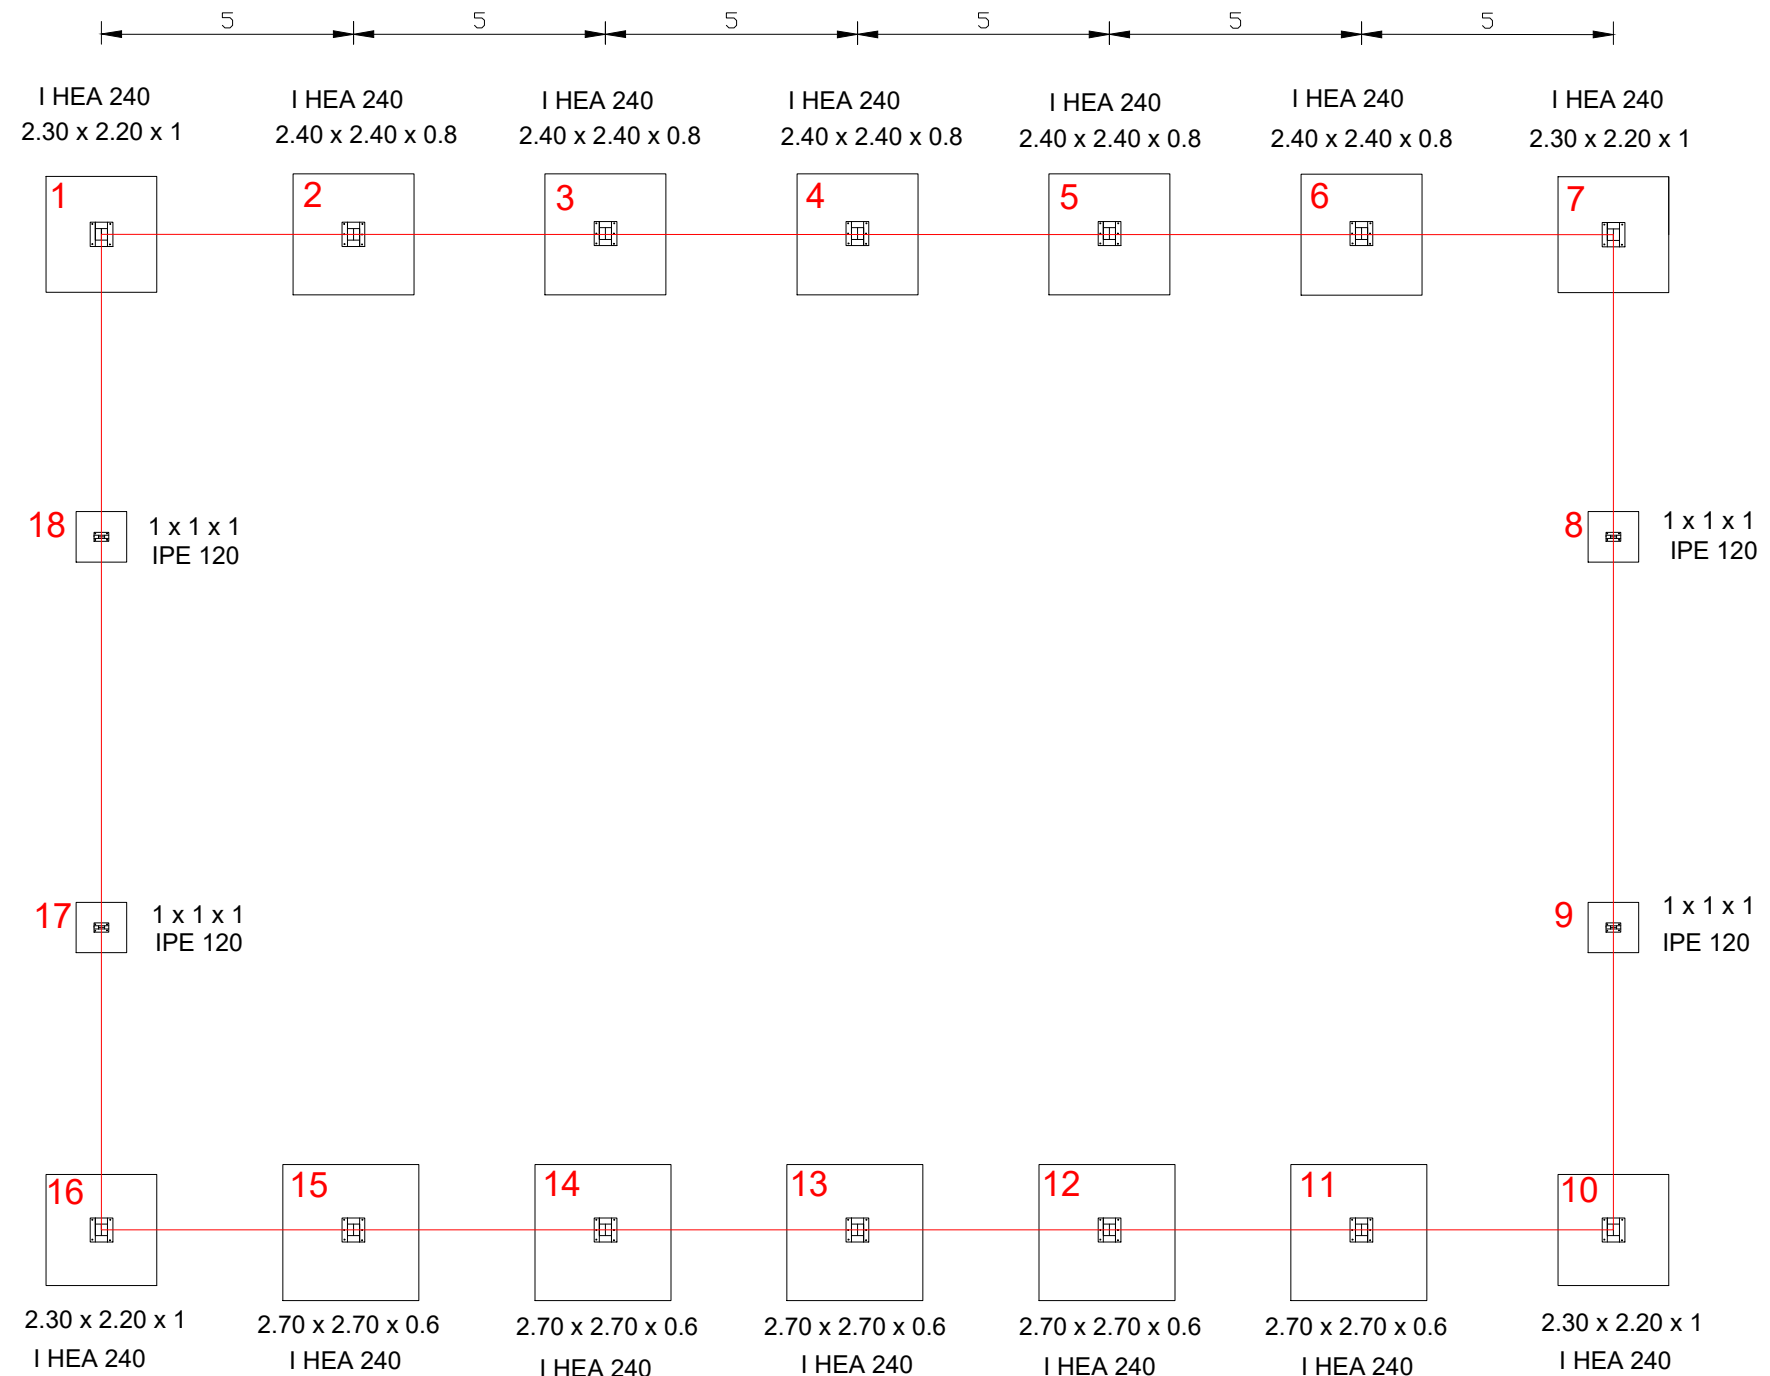 5 5 5 5 5 5
I HEA 240 I HEA 240 I HEA 240 I HEA 240 I HEA 240 I HEA 240 I HEA 240
2.30 x 2.20 x 1 2.40 x 2.40 x 0.8 2.40 x 2.40 x 0.8 2.40 x 2.40 x 0.8 2.40 x 2.40 x 0.8 2.40 x 2.40 x 0.8 2.30 x 2.20 x 1
1 2 3 4 5 6 7
18 1 x 1 x 1 8 1 x 1 x 1
IPE 120 IPE 120
17 1 x 1 x 1 9 1 x 1 x 1
IPE 120 IPE 120
16 15 14 13 12 11 10
2.30 x 2.20 x 1 2.70 x 2.70 x 0.6 2.70 x 2.70 x 0.6 2.70 x 2.70 x 0.6 2.70 x 2.70 x 0.6 2.70 x 2.70 x 0.6 2.30 x 2.20 x 1
I HEA 240 I HEA 240 I HEA 240 I HEA 240 I HEA 240 I HEA 240 I HEA 240